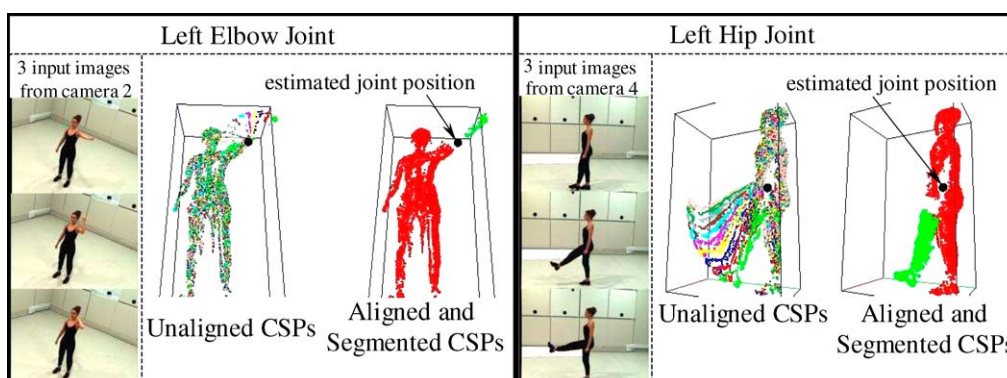 Left Elbow Joint
3 input images
from camera 2
estimated joint position
Unaligned CSPs
Aligned and
Segmented CSPs
Left Hip Joint
3 input images
from camera 4
estimated joint position
Unaligned CSPs
Aligned and
Segmented CSPs